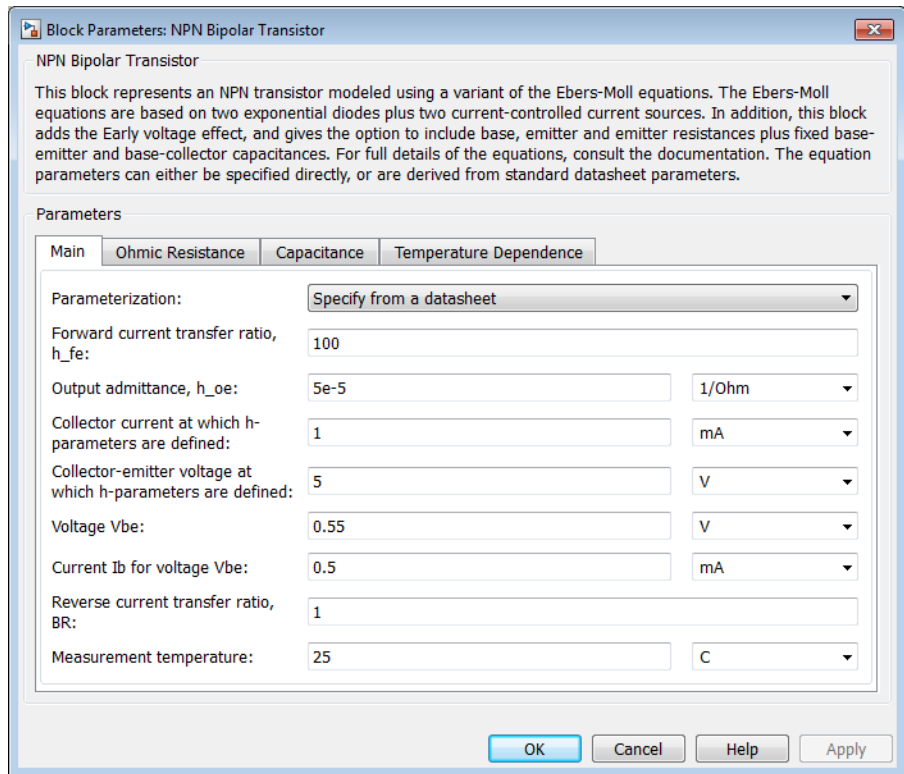 Block Parameters: NPN Bipolar Transistor
NPN Bipolar Transistor
This block represents an NPN transistor modeled using a variant of the Ebers-Moll equations. The Ebers-Moll
equations are based on two exponential diodes plus two current-controlled current sources. In addition, this block
adds the Early voltage effect, and gives the option to include base, emitter and emitter resistances plus fixed base-
emitter and base-collector capacitances. For full details of the equations, consult the documentation. The equation
parameters can either be specified directly, or are derived from standard datasheet parameters.
Parameters
Main Ohmic Resistance Capacitance Temperature Dependence
Parameterization: Specify from a datasheet
Forward current transfer ratio,
h_fe:
100
Output admittance, h_oe: 5e-5 1/Ohm
Collector current at which h-
parameters are defined:
1 mA
Collector-emitter voltage at
which h-parameters are defined:
5 V
Voltage Vbe: 0.55 V
Current Ib for voltage Vbe: 0.5 mA
Reverse current transfer ratio,
BR:
1
Measurement temperature: 25 C
OK Cancel Help Apply